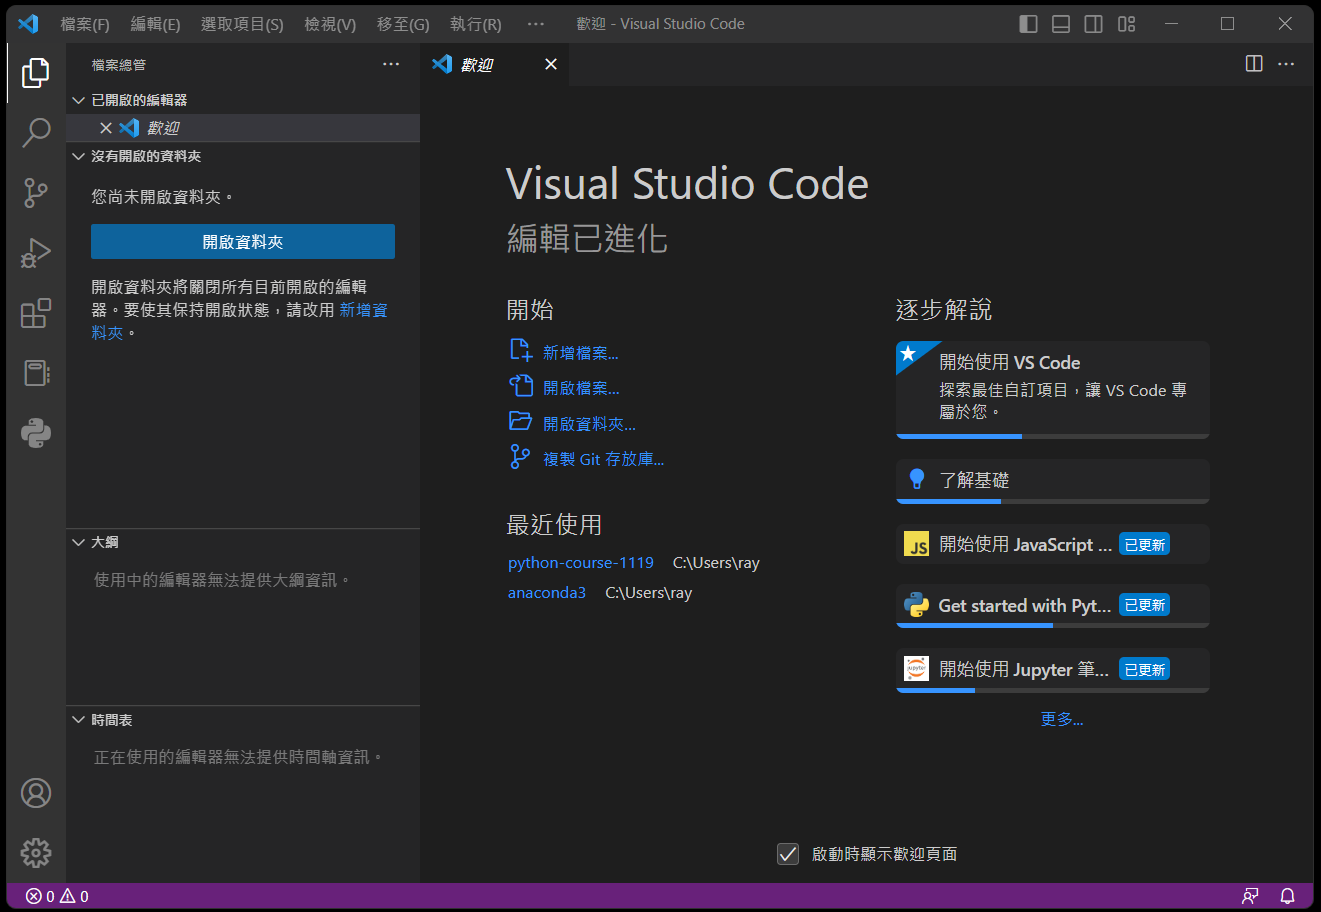 檔案(F) 編輯(E) 選取項目(S) 檢視(V) 移至(G) 執行(R) ··· 歡迎 - Visual Studio Code
檔案總管 ···
已開啟的編輯器
歡迎
沒有開啟的資料夾
您尚未開啟資料夾。
開啟資料夾
開啟資料夾將關閉所有目前開啟的編輯
器。要使其保持開啟狀態，請改用 新增資
料夾。
大綱
使用中的編輯器無法提供大綱資訊。
時間表
正在使用的編輯器無法提供時間軸資訊。
歡迎
Visual Studio Code
編輯已進化
開始
新增檔案...
開啟檔案...
開啟資料夾...
複製 Git 存放庫...
最近使用
python-course-1119 C:\Users\ray
anaconda3 C:\Users\ray
逐步解說
開始使用 VS Code
探索最佳自訂項目，讓 VS Code 專
屬於您。
了解基礎
JS 開始使用 JavaScript ... 已更新
Get started with Pyt... 已更新
jupyter 開始使用 Jupyter 筆... 已更新
更多...
啟動時顯示歡迎頁面
0 0